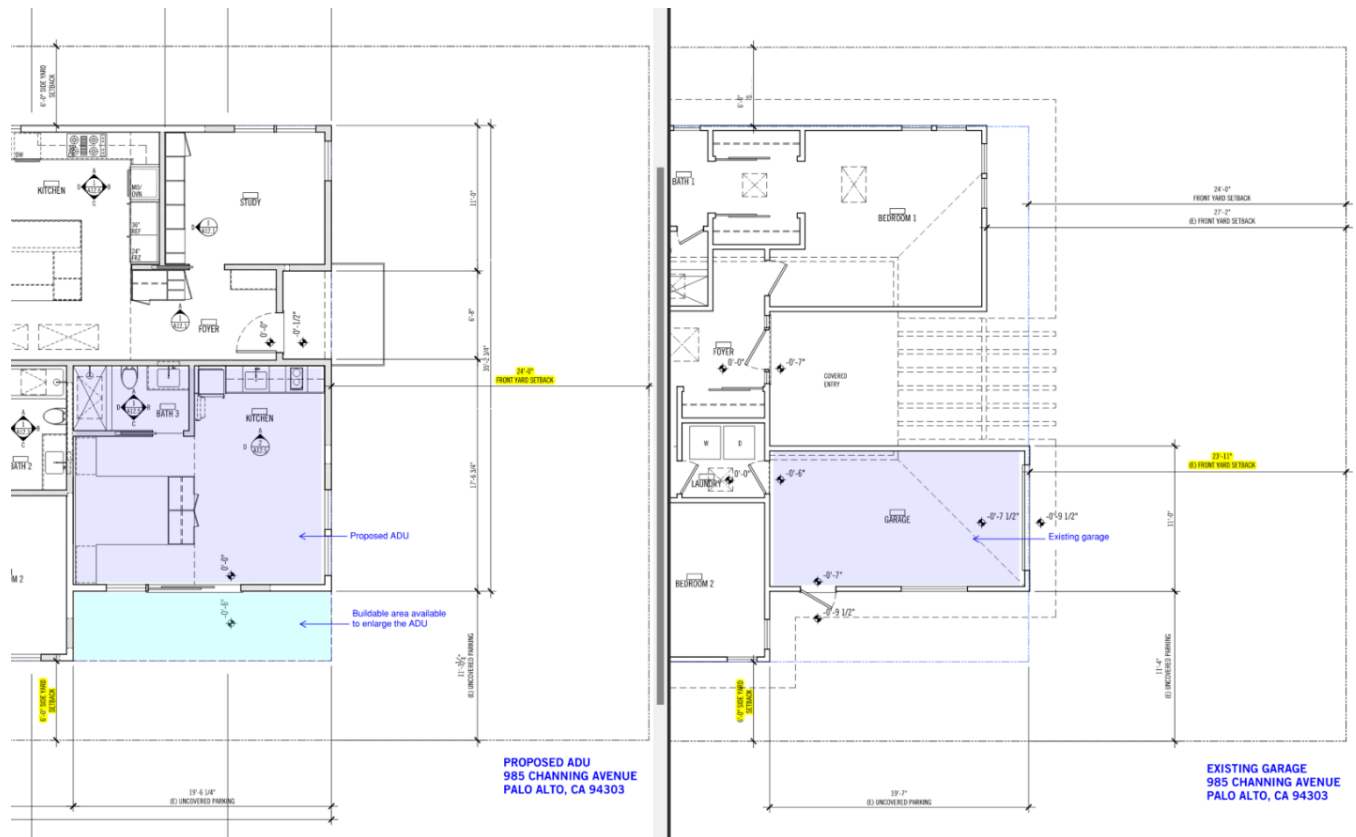 6'-0" SIDE YARD
SETBACK
DW
KITCHEN
A
D
B
C
MO/
OVN
36"
REF
24"
FRZ
STUDY
D
11'-0"
A
FOYER
0'-0"
-0'-1/2"
6'-8"
35'-2 3/4"
24'-0"
FRONT YARD SETBACK
A
D
B
C
BATH 3
KITCHEN
A
D
A
B
C
BATH 2
17'-6 3/4"
Proposed ADU
0'-0"
-0'-6"
Buildable area available
to enlarge the ADU
11'-3 1/4"
(E) UNCOVERED PARKING
6'-0" SIDE YARD
SETBACK
19'-6 1/4"
(E) UNCOVERED PARKING
PROPOSED ADU
985 CHANNING AVENUE
PALO ALTO, CA 94303
6'-0"
BATH 1
BEDROOM 1
24'-0"
FRONT YARD SETBACK
27'-2"
(E) FRONT YARD SETBACK
FOYER
0'-0"
-0'-7"
COVERED
ENTRY
W
D
LAUNDRY
0'-0"
-0'-6"
23'-11"
(E) FRONT YARD SETBACK
GARAGE
-0'-7 1/2"
-0'-9 1/2"
Existing garage
11'-0"
BEDROOM 2
-0'-7"
-0'-9 1/2"
11'-4"
(E) UNCOVERED PARKING
6'-0" SIDE YARD
SETBACK
19'-7"
(E) UNCOVERED PARKING
EXISTING GARAGE
985 CHANNING AVENUE
PALO ALTO, CA 94303